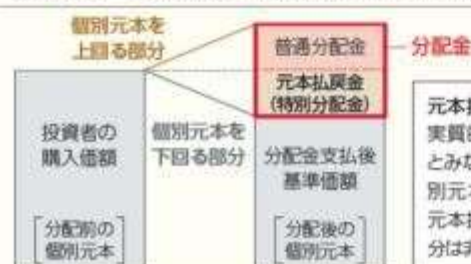 個別元本を
上回る部分
普通分配金
分配金
元本払戻金
(特別分配金)
投資者の
購入価額
個別元本を
下回る部分
分配金支払後
基準価額
分配前の
個別元本
分配後の
個別元本
元本払
実質的
とみな
別元本
元本払
分は非